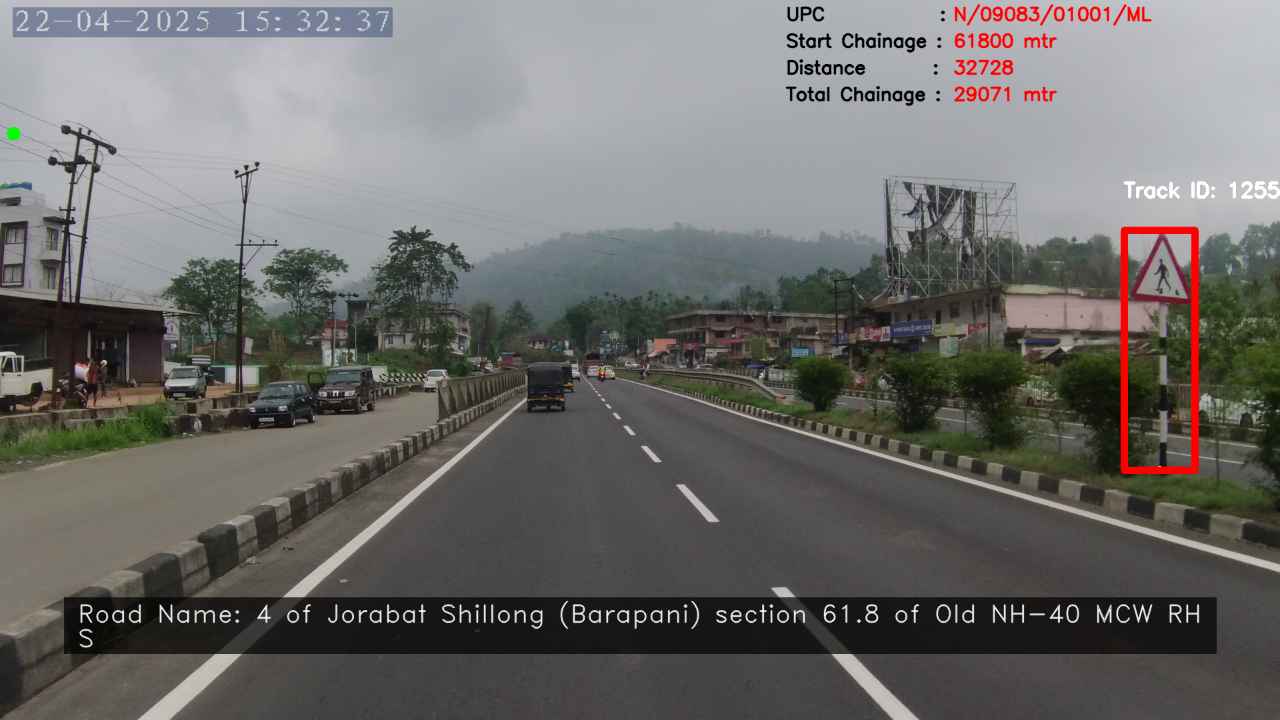 22-04-2025 15:32:37
UPC : N/09083/01001/ML
Start Chainage : 61800 mtr
Distance : 32728
Total Chainage : 29071 mtr
Track ID: 1255
Road Name: 4 of Jorabat Shillong (Barapani) section 61.8 of Old NH-40 MCW RH
S